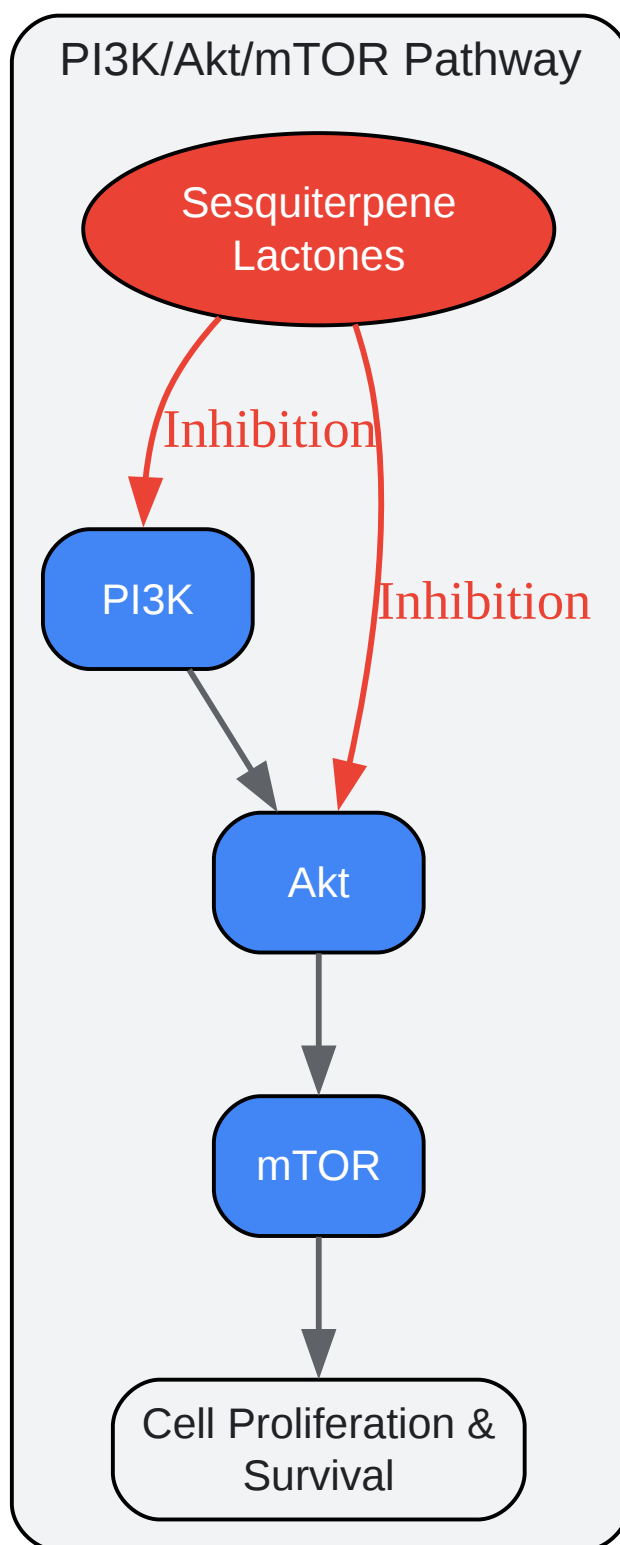 PI3K/Akt/mTOR Pathway
Sesquiterpene
Lactones
Inhibition
PI3K
Inhibition
Akt
mTOR
Cell Proliferation &
Survival